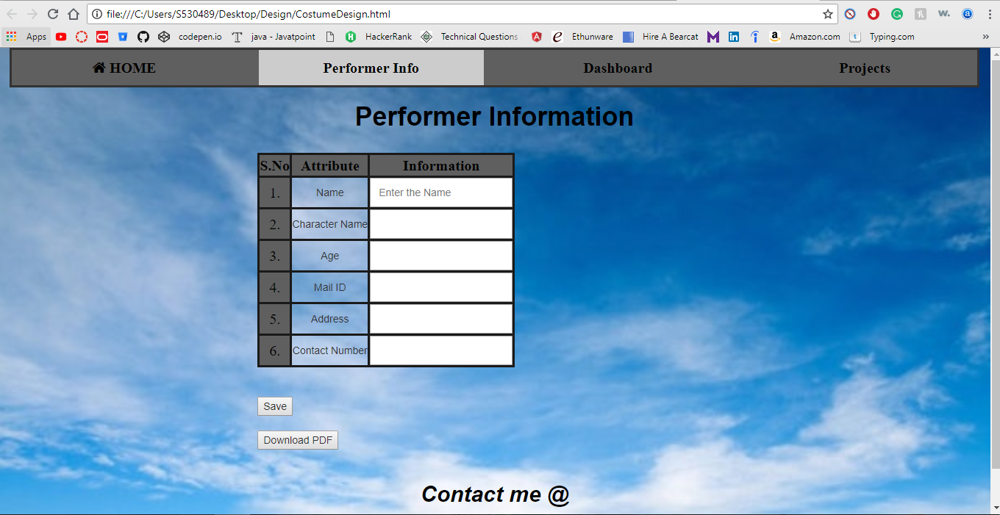 file:///C:/Users/S530489/Desktop/Design/CostumeDesign.html
Apps codepen.io java - Javatpoint HackerRank Technical Questions Ethunware Hire A Bearcat Amazon.com Typing.com »
HOME Performer Info Dashboard Projects
Performer Information
S.No Attribute Information
1. Name Enter the Name
2. Character Name
3. Age
4. Mail ID
5. Address
6. Contact Number
Save
Download PDF
Contact me @